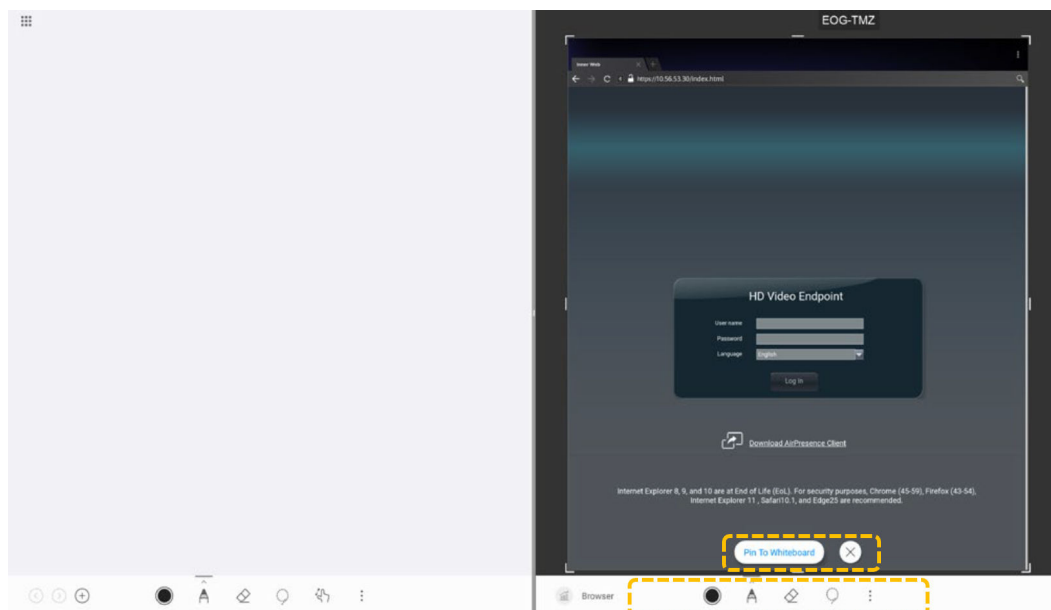 EOG-TMZ
Inner Web
https://10.56.53.30/index.html
HD Video Endpoint
User name
Password
Language English
Log In
Download AirPresence Client
Internet Explorer 8, 9, and 10 are at End of Life (EoL). For security purposes, Chrome (45-59), Firefox (43-54),
Internet Explorer 11 , Safari10.1, and Edge25 are recommended.
Pin To Whiteboard
Browser